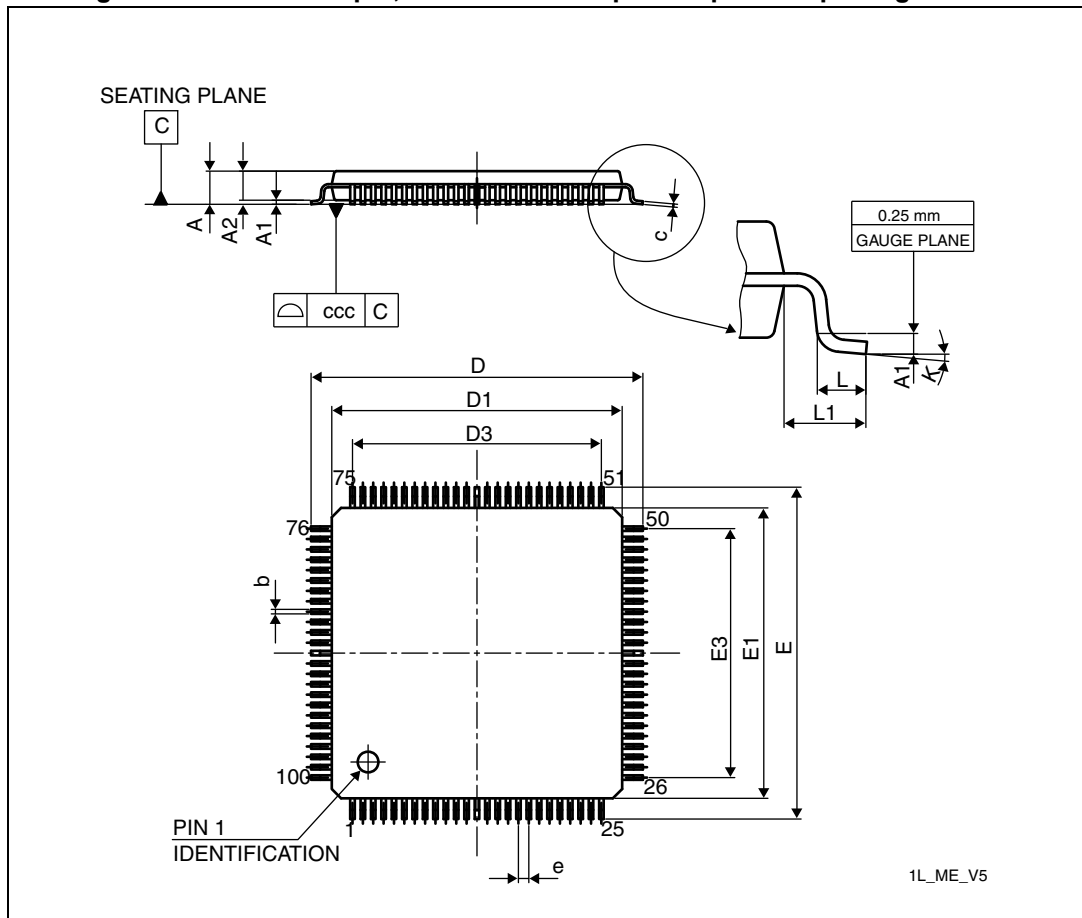 SEATING PLANE
C
A
A2
A1
c
0.25 mm
GAUGE PLANE
ccc
C
A1
K
L
L1
D
D1
D3
75
51
76
50
b
E3
E1
E
100
26
PIN 1
IDENTIFICATION
1
25
e
1L_ME_V5